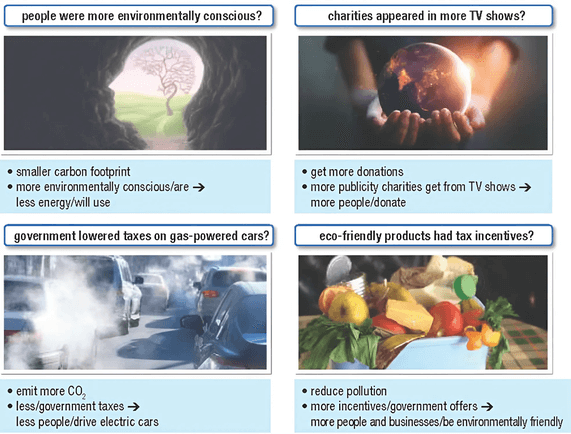 people were more environmentally conscious?
• smaller carbon footprint
• more environmentally conscious/are ➔
less energy/will use
charities appeared in more TV shows?
• get more donations
• more publicity charities get from TV shows ➔
more people/donate
government lowered taxes on gas-powered cars?
• emit more CO₂
• less/government taxes ➔
less people/drive electric cars
eco-friendly products had tax incentives?
• reduce pollution
• more incentives/government offers ➔
more people and businesses/be environmentally friendly